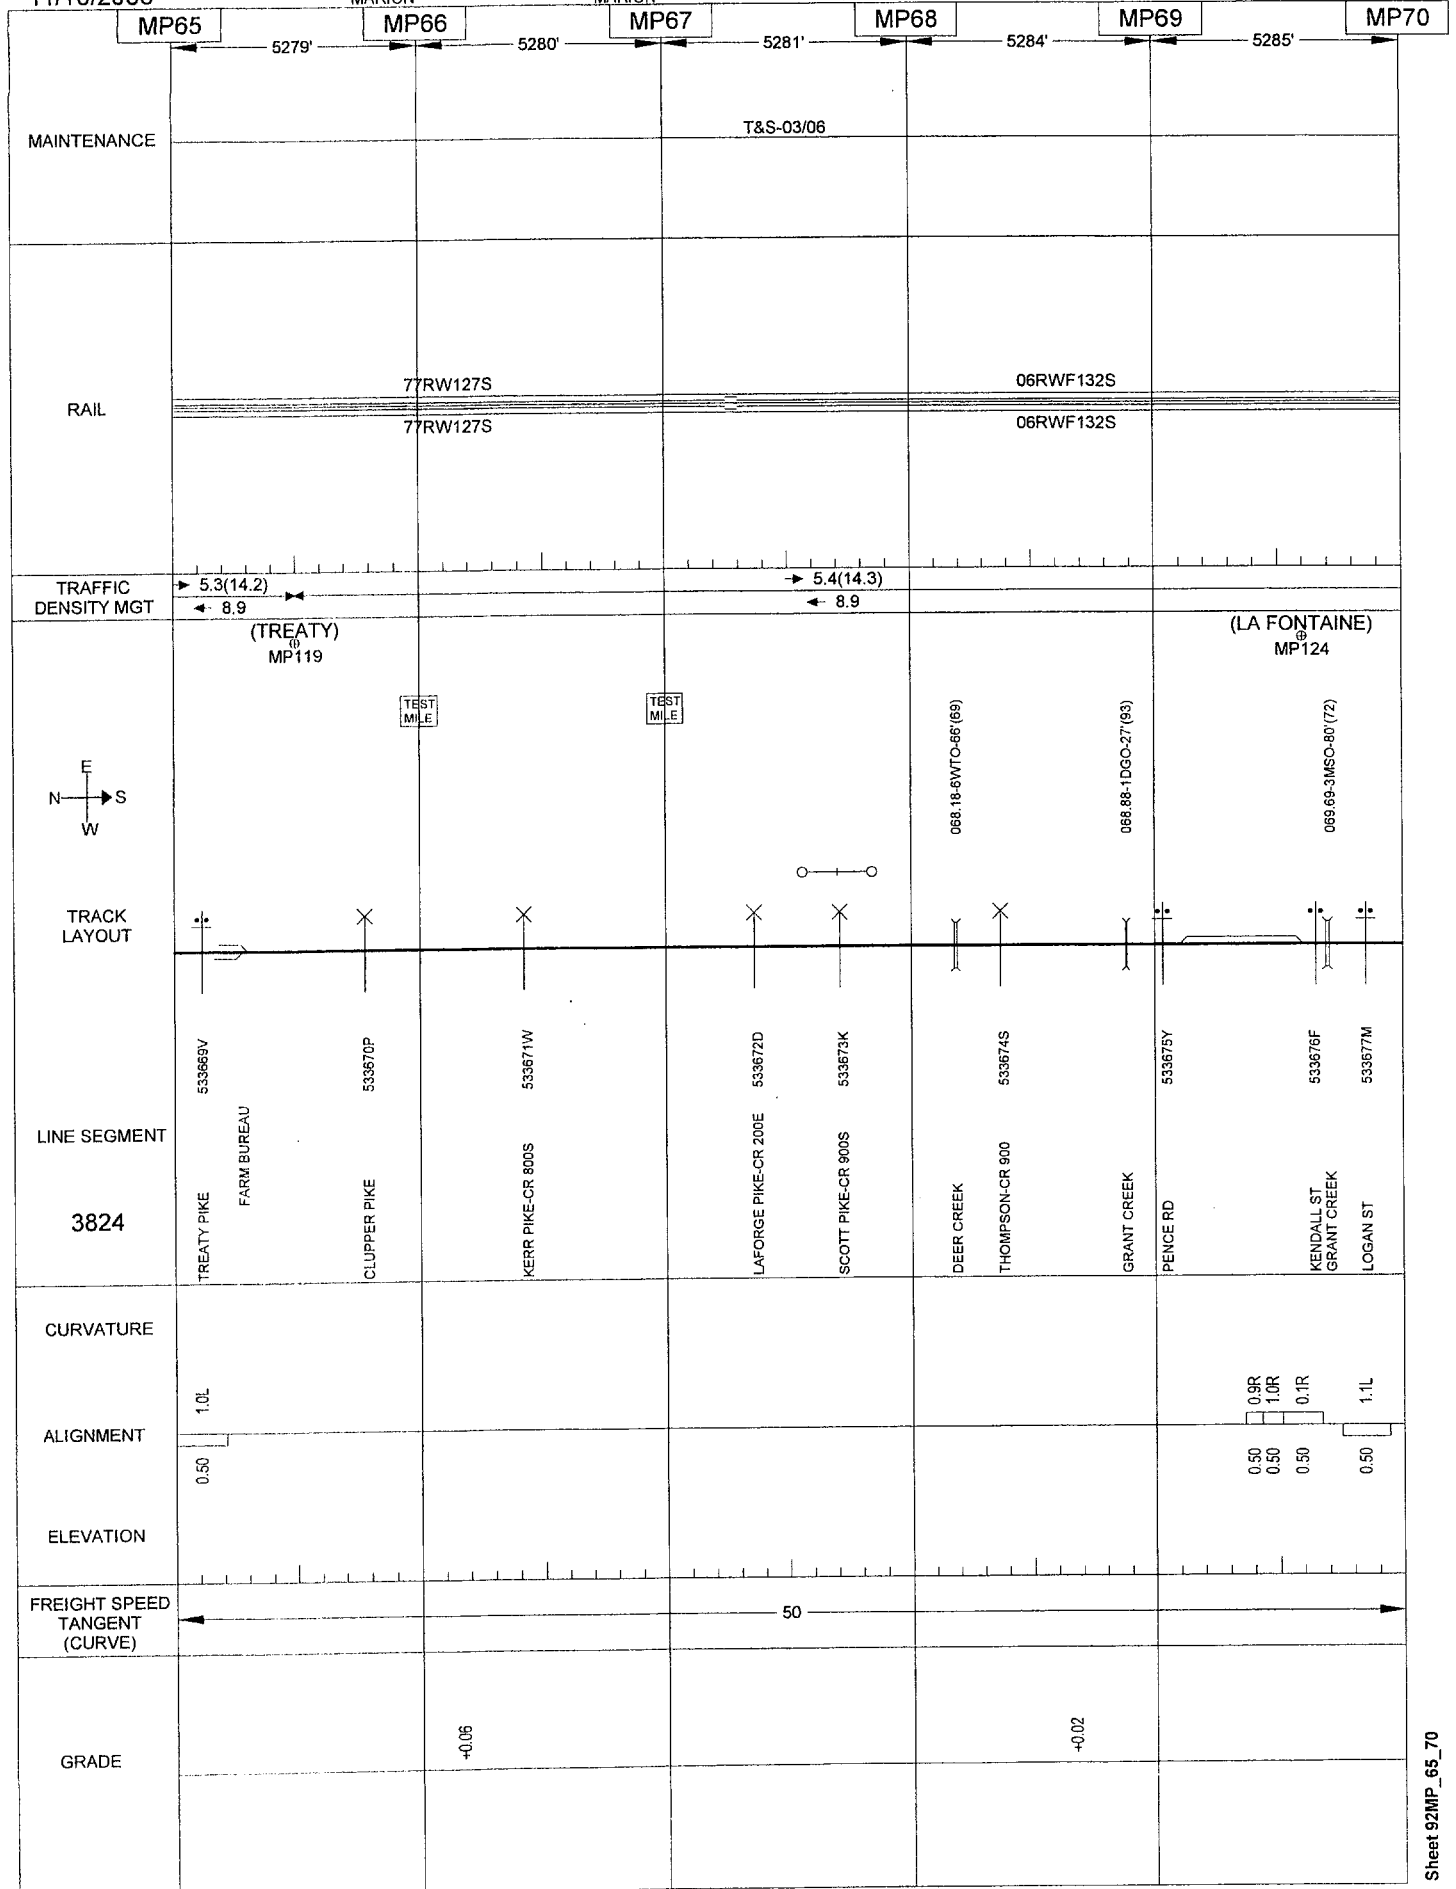 MP65 MP66 MP67 MP68 MP69 MP70
5279' 5280' 5281' 5284' 5285'
MAINTENANCE
T&S-03/06
RAIL
77RW127S 06RWF132S
77RW127S 06RWF132S
TRAFFIC
DENSITY MGT
5.3(14.2) 5.4(14.3)
8.9 8.9
(TREATY)
MP119
(LA FONTAINE)
MP124
TEST
MILE
TEST
MILE
068.18-6WTO-66'(69)
068.88-1DGO-27'(93)
069.69-3MSO-80'(72)
E
N S
W
TRACK
LAYOUT
533669V
533670P
533671W
533672D
533673K
533674S
533675Y
533676F
533677M
LINE SEGMENT
3824
TREATY PIKE
FARM BUREAU
CLUPPER PIKE
KERR PIKE-CR 800S
LAFORGE PIKE-CR 200E
SCOTT PIKE-CR 900S
DEER CREEK
THOMPSON-CR 900
GRANT CREEK
PENCE RD
KENDALL ST
GRANT CREEK
LOGAN ST
CURVATURE
1.0L 0.9R 1.0R 0.1R 1.1L
ALIGNMENT
0.50 0.50 0.50 0.50 0.50
ELEVATION
FREIGHT SPEED
TANGENT
(CURVE)
50
GRADE
+0.06 +0.02
Sheet 92MP_65_70